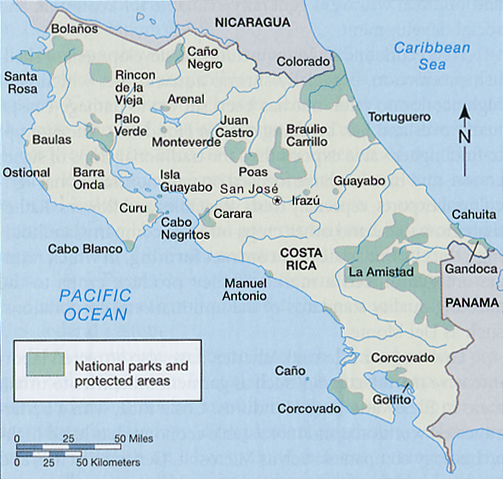 NICARAGUA
Bolaños
Caño
Negro
Colorado
Caribbean
Sea
Santa
Rosa
Rincon
de la
Vieja
Arenal
Tortuguero
N
Palo
Verde
Juan
Castro
Braulio
Carrillo
Baulas
Monteverde
Ostional
Barra
Onda
Isla
Guayabo
Poas
San José
Guayabo
Irazú
Curu
Carara
Cahuita
Cabo
Negritos
Cabo Blanco
COSTA
RICA
La Amistad
Gandoca
Manuel
Antonio
PANAMA
PACIFIC
OCEAN
National parks and
protected areas
Corcovado
Caño
Golfito
Corcovado
0 25 50 Miles
0 25 50 Kilometers